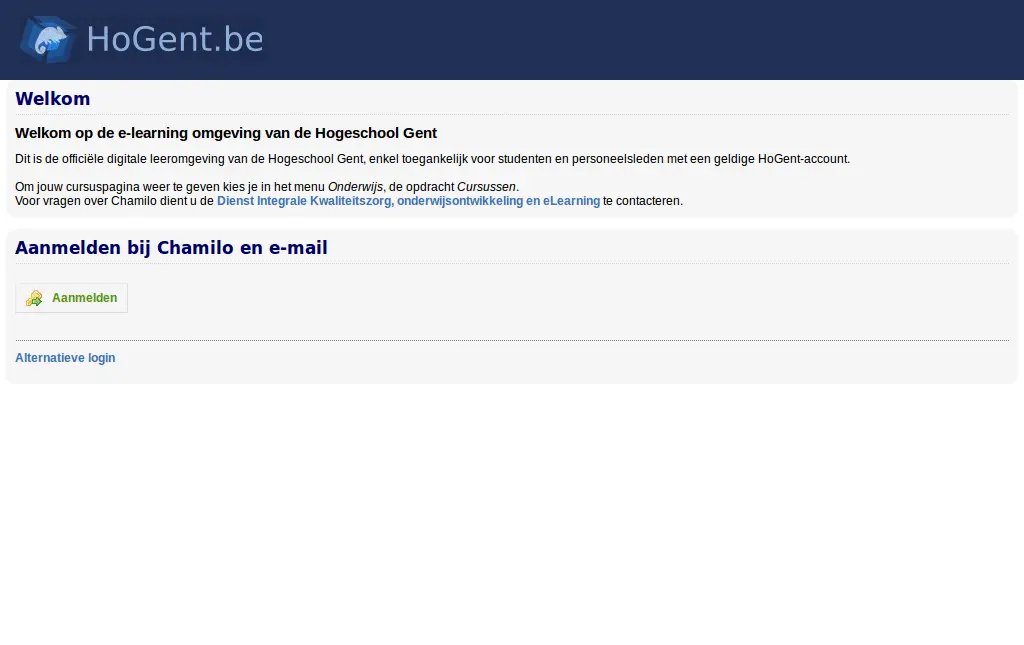 HoGent.be
Welkom
Welkom op de e-learning omgeving van de Hogeschool Gent
Dit is de officiële digitale leeromgeving van de Hogeschool Gent, enkel toegankelijk voor studenten en personeelsleden met een geldige HoGent-account.
Om jouw cursuspagina weer te geven kies je in het menu Onderwijs, de opdracht Cursussen.
Voor vragen over Chamilo dient u de Dienst Integrale Kwaliteitszorg, onderwijsontwikkeling en eLearning te contacteren.
Aanmelden bij Chamilo en e-mail
Aanmelden
Alternatieve login